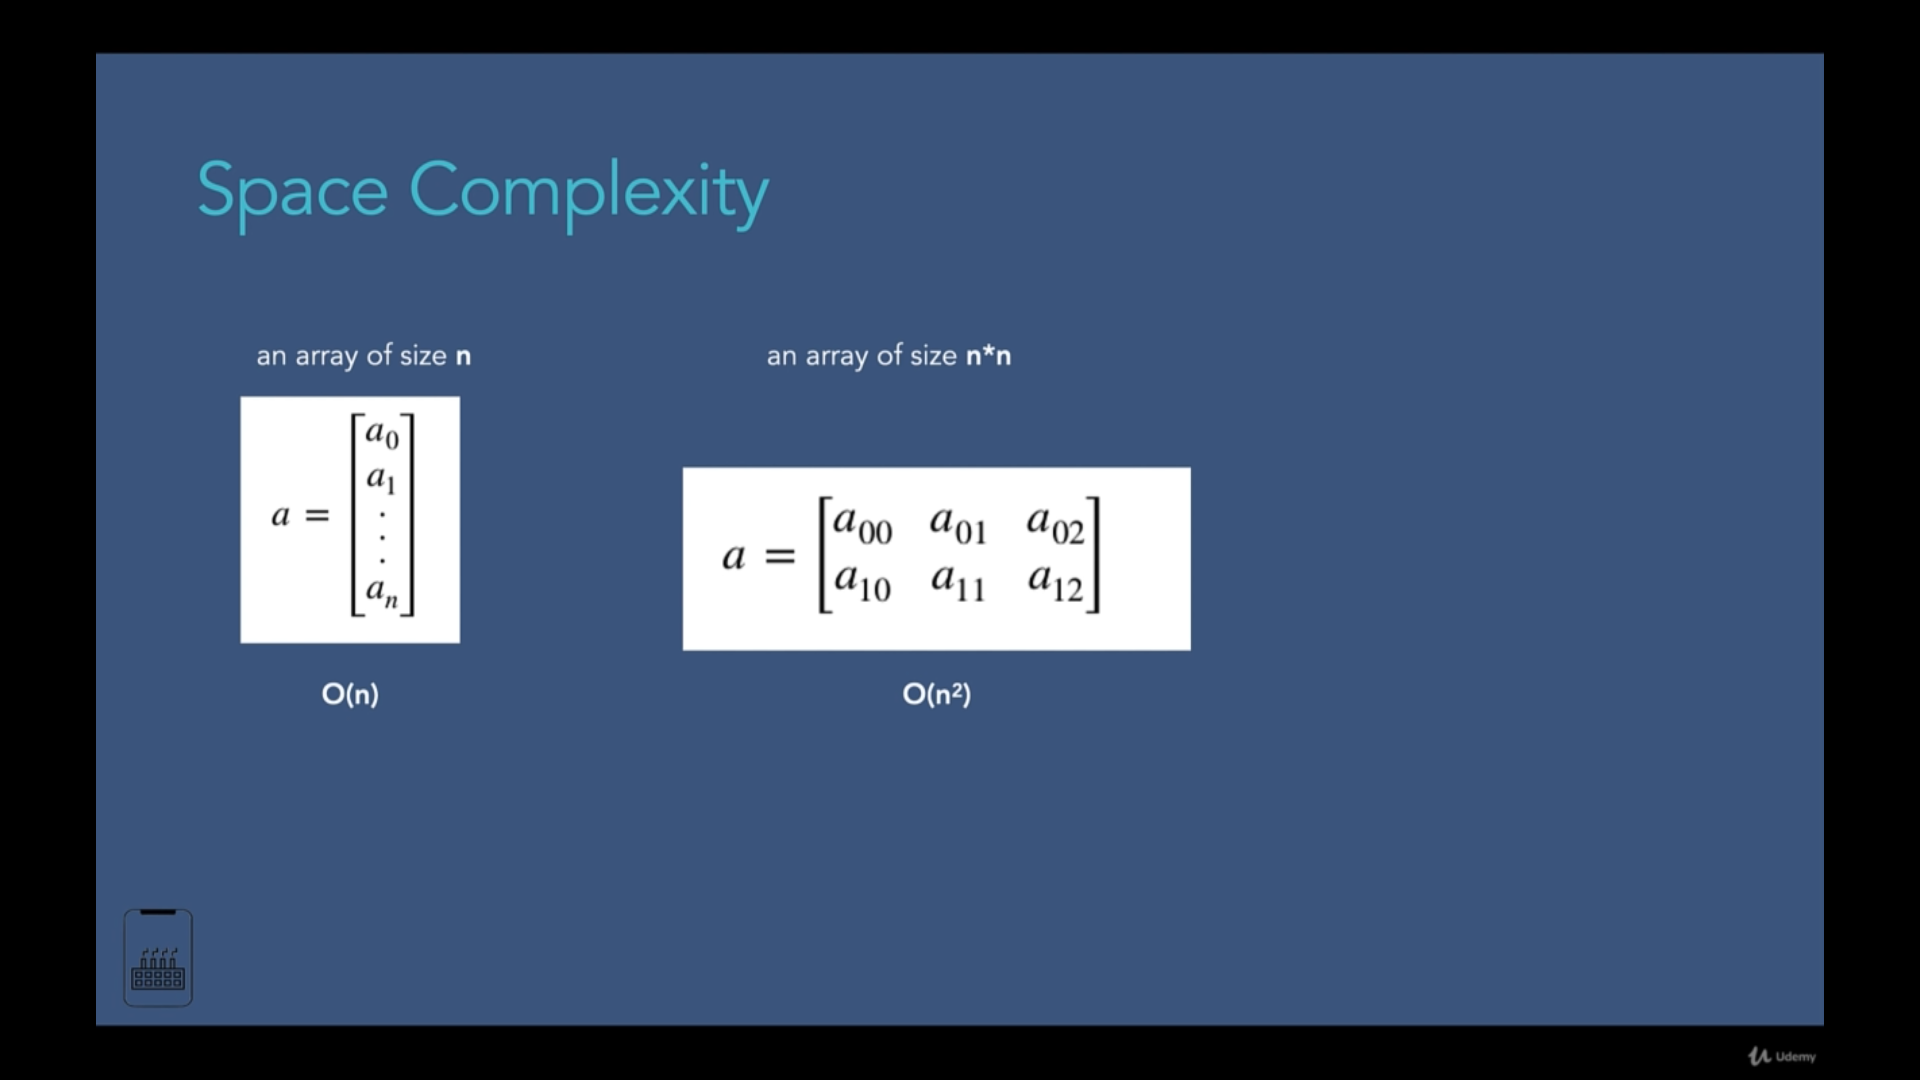 Space Complexity
an array of size n
a = [a₀
a₁
.
.
.
aₙ]
O(n)
an array of size n*n
a = [a₀₀ a₀₁ a₀₂
a₁₀ a₁₁ a₁₂]
O(n²)
Udemy